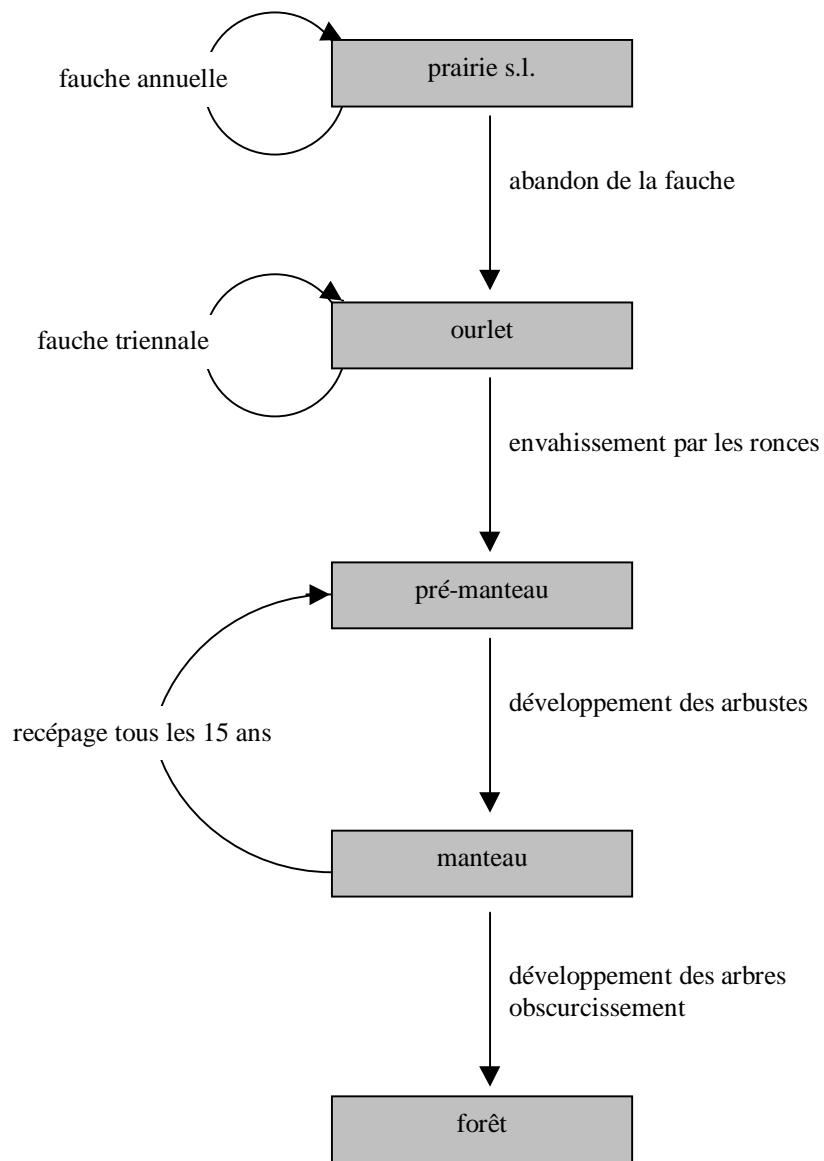 prairie s.l.
fauche annuelle
abandon de la fauche
ourlet
fauche triennale
envahissement par les ronces
pré-manteau
développement des arbustes
recépage tous les 15 ans
manteau
développement des arbres
obscurcissement
forêt